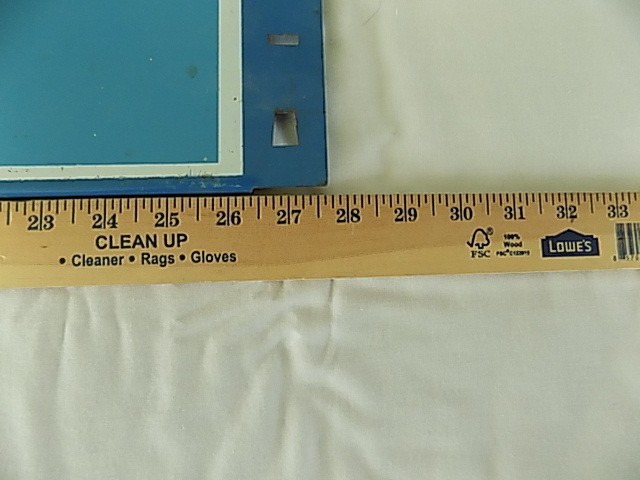 23 24 25 26 27 28 29 30 31 32 33
CLEAN UP
• Cleaner • Rags • Gloves
FSC
100%
Wood
LOWE'S